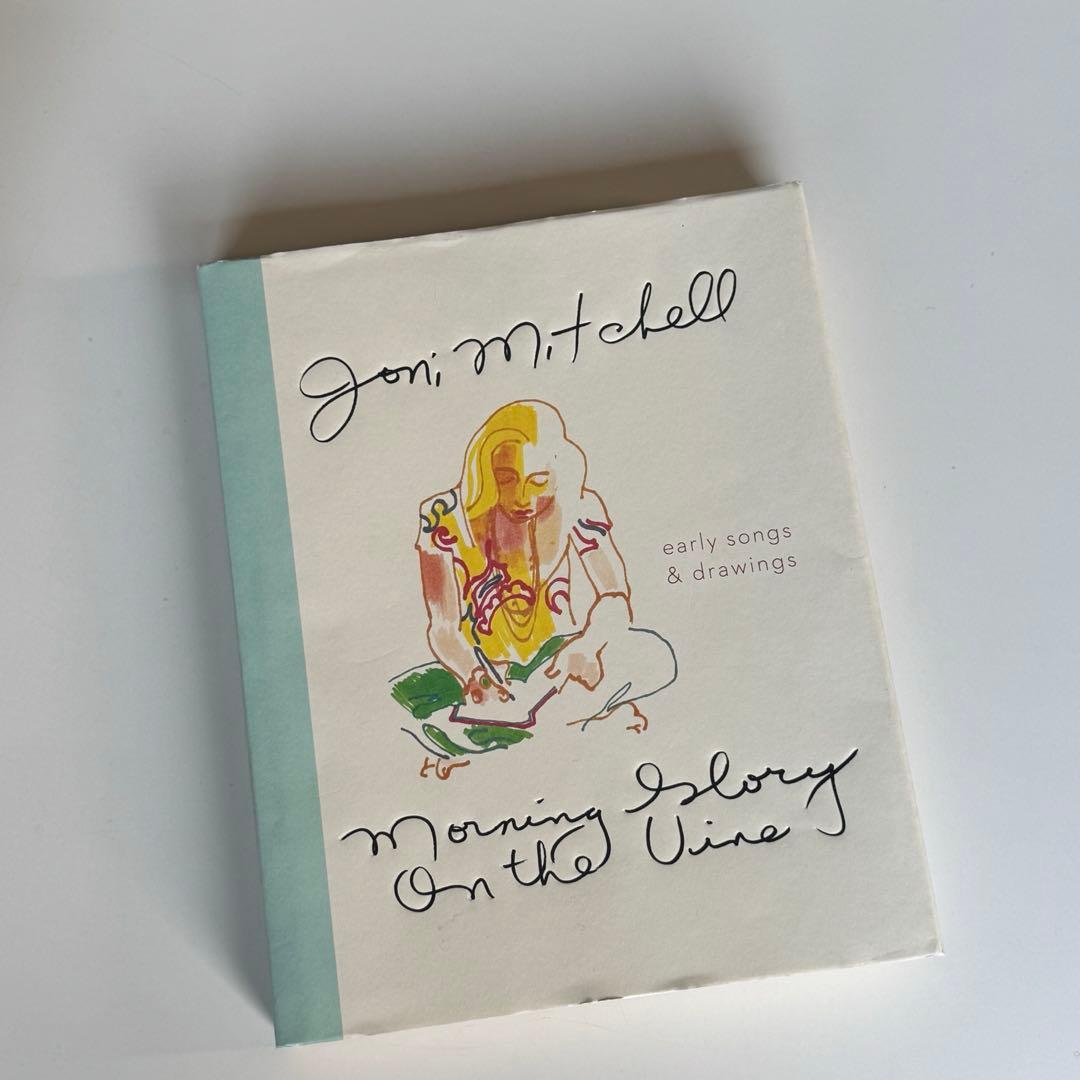 Joni Mitchell
early songs
& drawings
Morning Glory
On the Vine